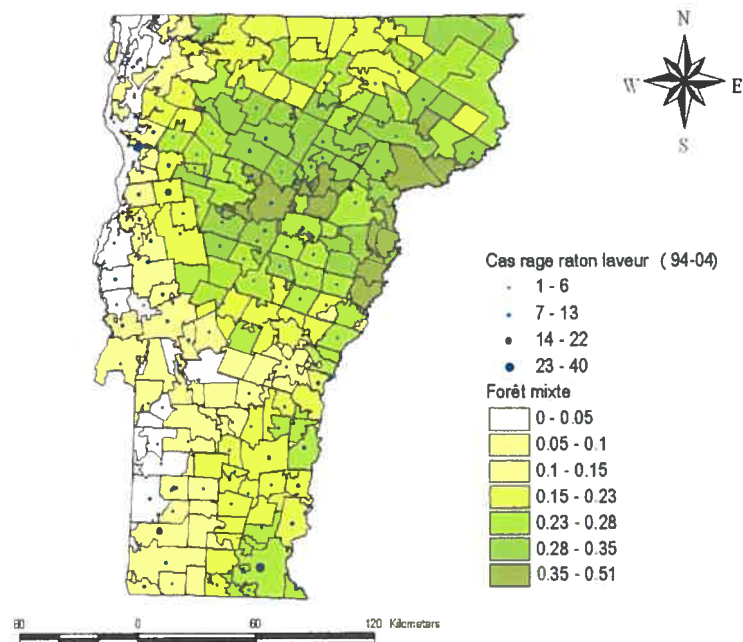 N
W E
S
Cas rage raton laveur ( 94-04)
1 - 6
7 - 13
14 - 22
23 - 40
Forêt mixte
0 - 0.05
0.05 - 0.1
0.1 - 0.15
0.15 - 0.23
0.23 - 0.28
0.28 - 0.35
0.35 - 0.51
0 60 120 Kilometers